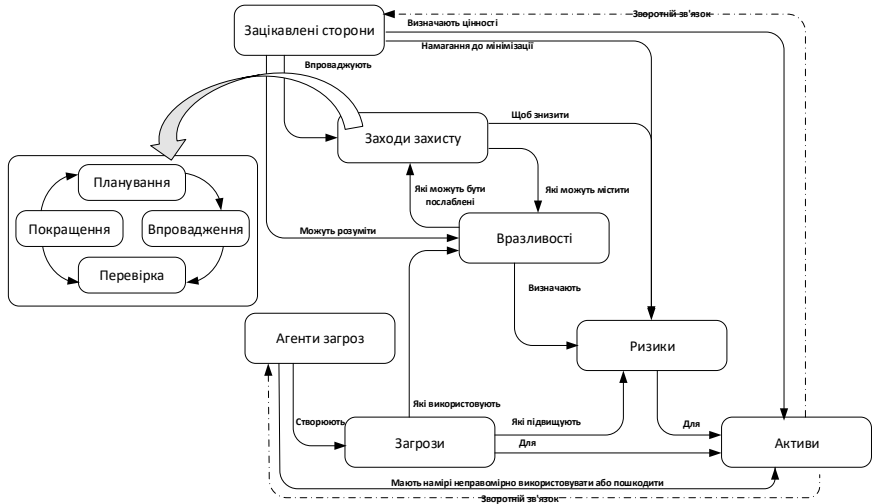 Зворотній зв'язок
Зацікавлені сторони
Визначають цінності
Намагання до мінімізації
Впроваджують
Щоб знизити
Заходи захисту
Планування
Які можуть бути
послаблені
Які можуть містити
Покращення
Впровадження
Можуть розуміти
Вразливості
Перевірка
Визначають
Агенти загроз
Ризики
Які використовують
Створюють
Які підвищують
Для
Для
Загрози
Активи
Мають намірі неправомірно використовувати або пошкодити
Зворотній зв'язок